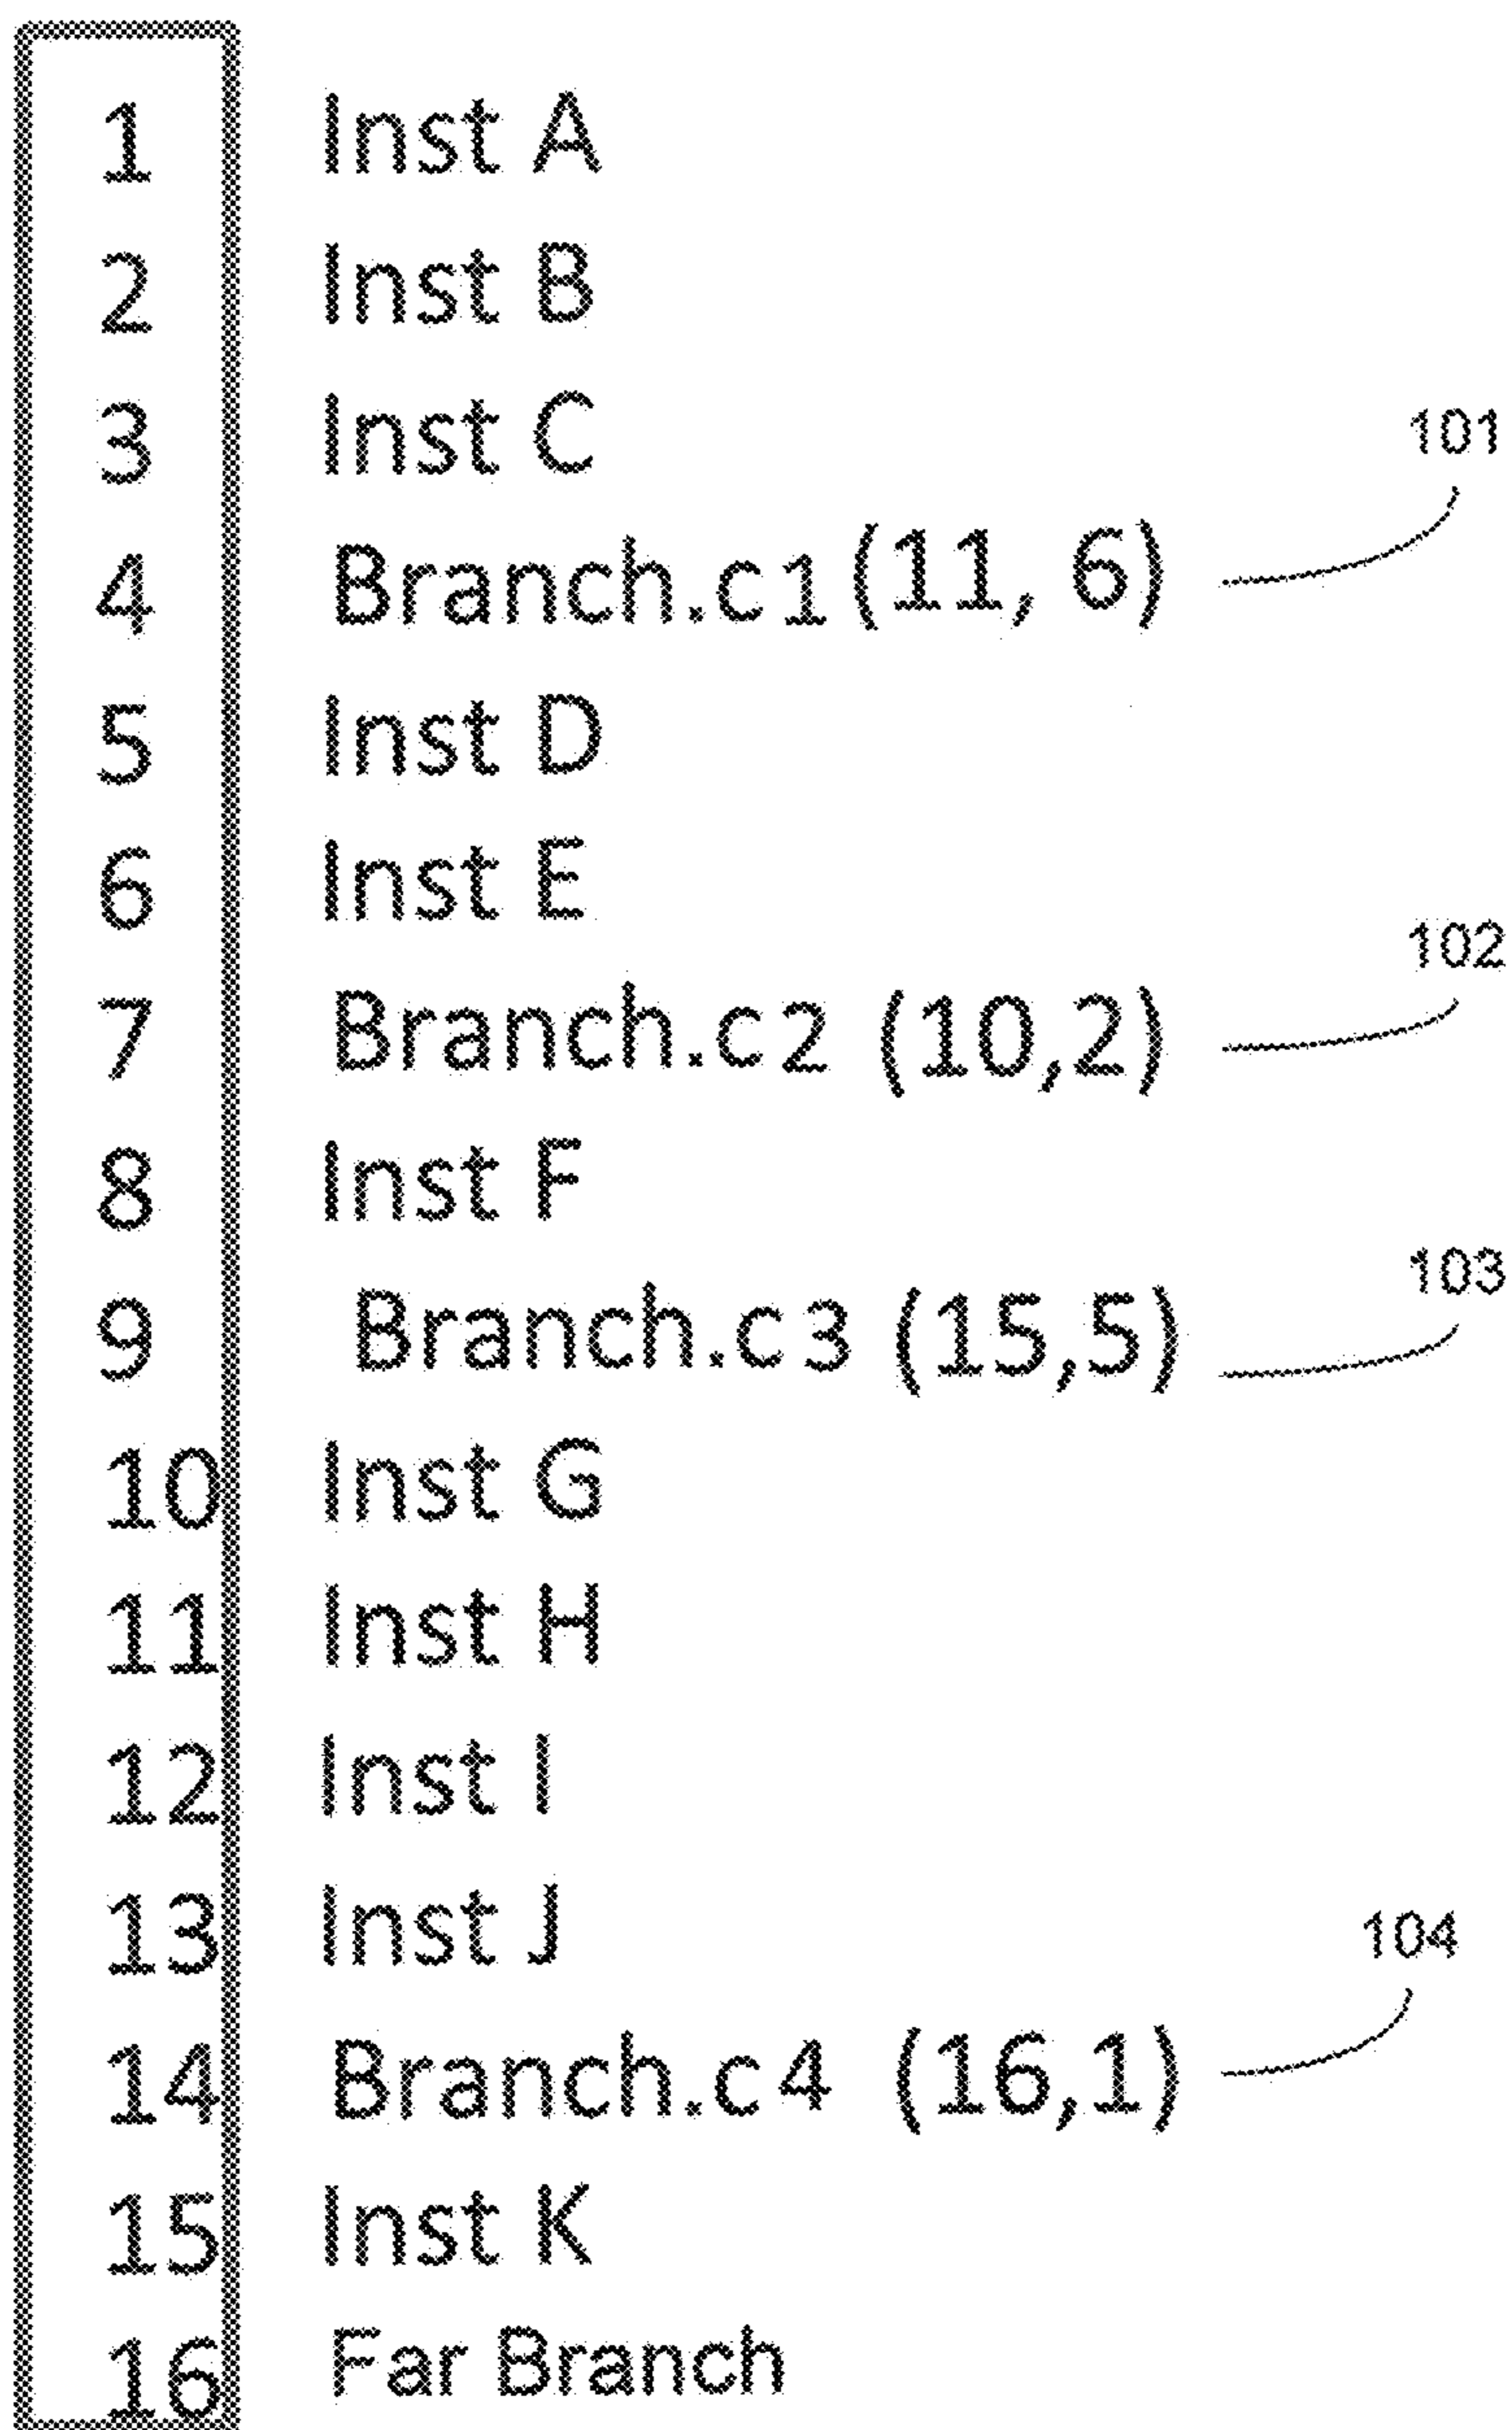 1 Inst A
2 Inst B
3 Inst C
101
4 Branch.c1 (11, 6)
5 Inst D
6 Inst E
102
7 Branch.c2 (10,2)
8 Inst F
103
9 Branch.c3 (15,5)
10 Inst G
11 Inst H
12 Inst I
13 Inst J
104
14 Branch.c4 (16,1)
15 Inst K
16 Far Branch